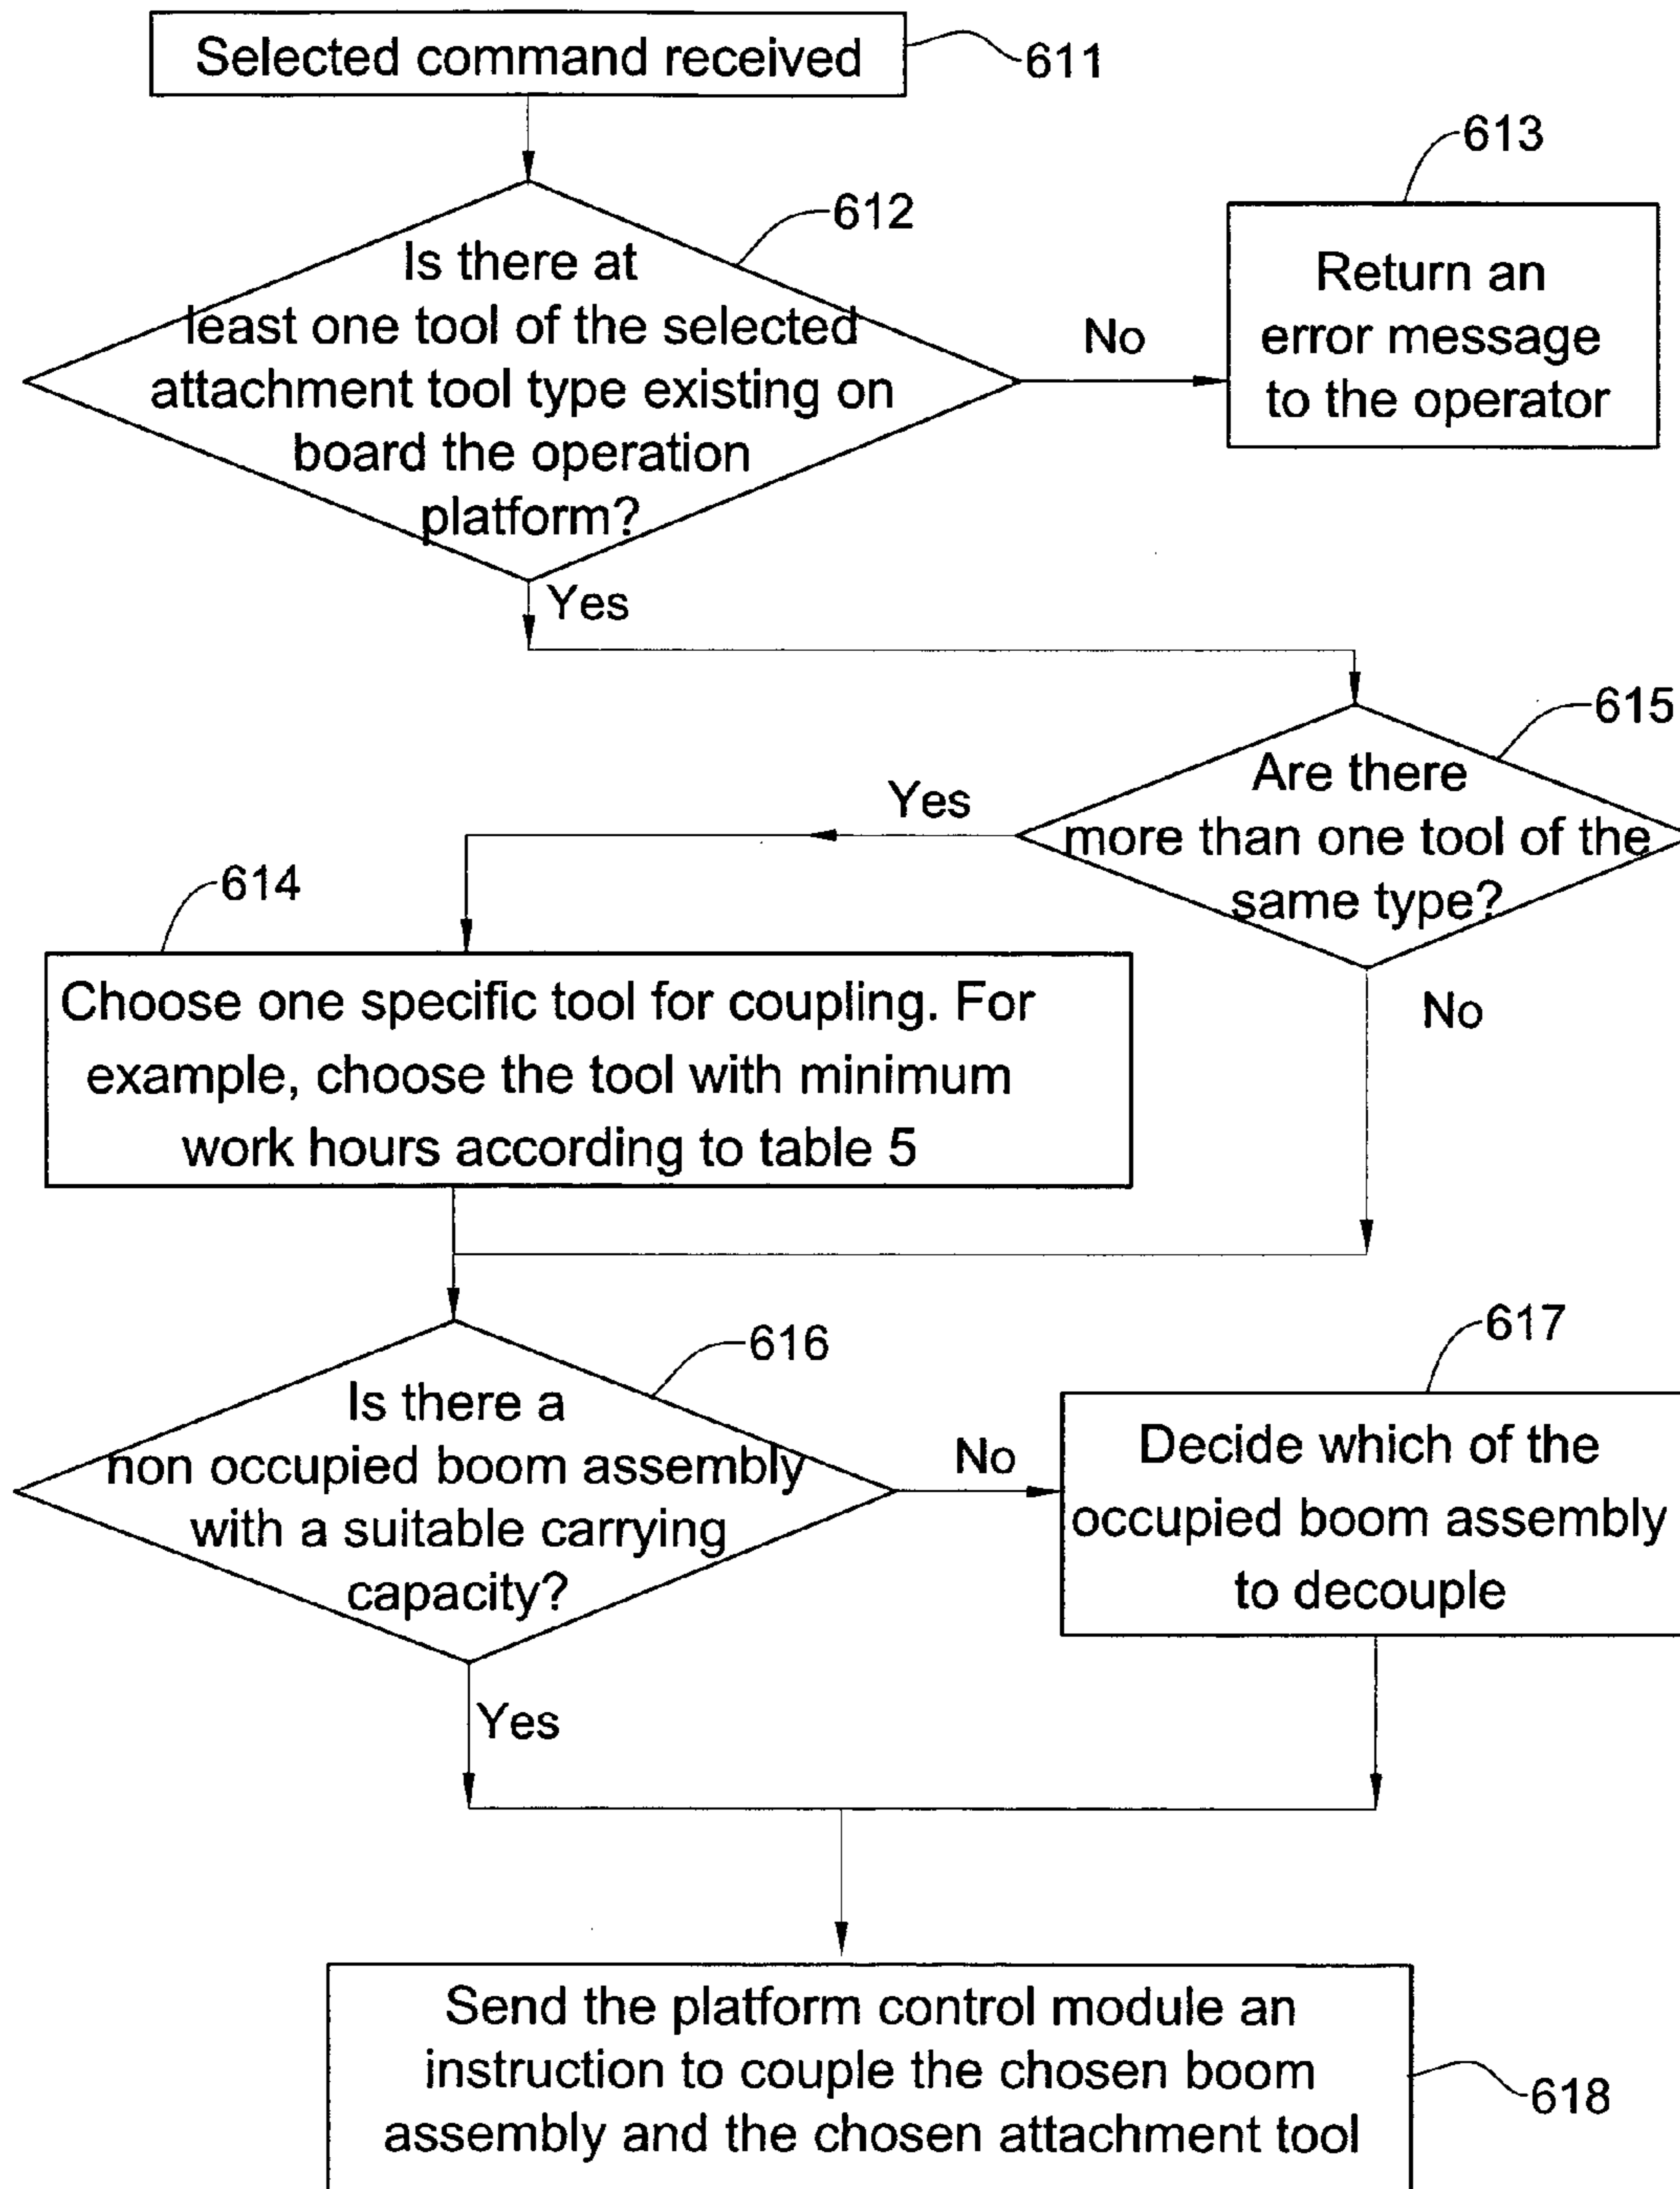 Selected command received
611
613
612
Is there at
least one tool of the selected
attachment tool type existing on
board the operation
platform?
No
Return an
error message
to the operator
Yes
615
Are there
more than one tool of the
same type?
Yes
614
No
Choose one specific tool for coupling. For
example, choose the tool with minimum
work hours according to table 5
617
616
Is there a
non occupied boom assembly
with a suitable carrying
capacity?
No
Decide which of the
occupied boom assembly
to decouple
Yes
Send the platform control module an
instruction to couple the chosen boom
assembly and the chosen attachment tool
618